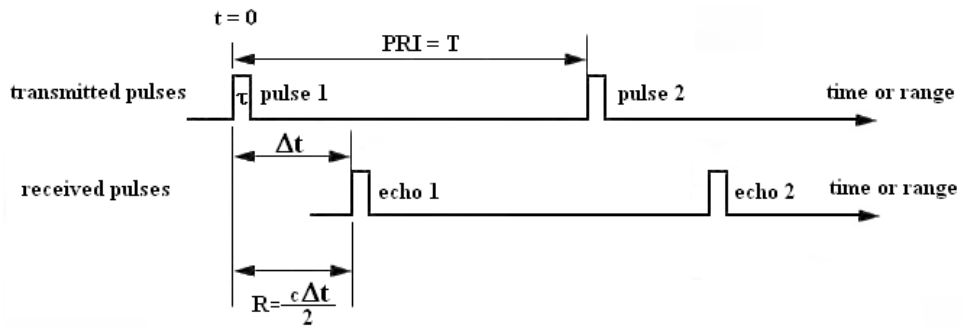 t = 0
PRI = T
transmitted pulses τ pulse 1 pulse 2 time or range
Δt
received pulses echo 1 echo 2 time or range
R = cΔt/2